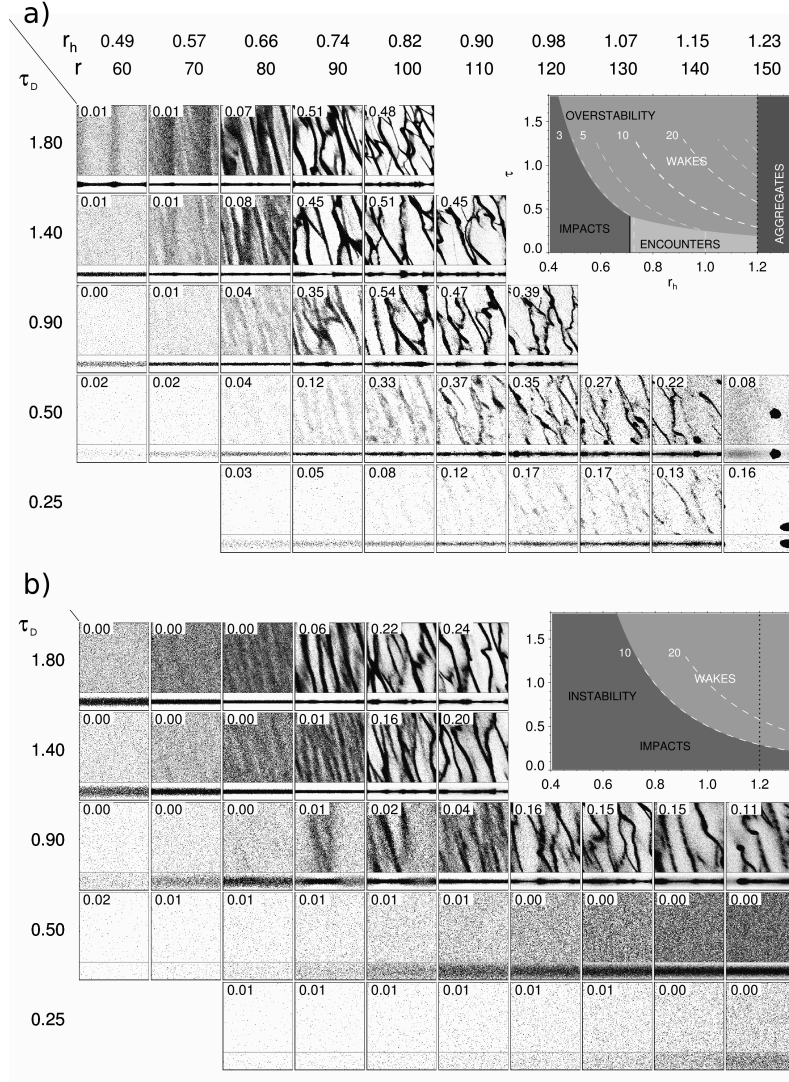 a)
r_h 0.49 0.57 0.66 0.74 0.82 0.90 0.98 1.07 1.15 1.23
r 60 70 80 90 100 110 120 130 140 150
τ_D
1.80 0.01 0.01 0.07 0.51 0.48
1.40 0.01 0.01 0.08 0.45 0.51 0.45
0.90 0.00 0.01 0.04 0.35 0.54 0.47 0.39
0.50 0.02 0.02 0.04 0.12 0.33 0.37 0.35 0.27 0.22 0.08
0.25 0.03 0.05 0.08 0.12 0.17 0.17 0.13 0.16
τ
1.5
1.0
0.5
0.0
OVERSTABILITY
3 5 10 20
WAKES
IMPACTS
ENCOUNTERS
AGGREGATES
0.4 0.6 0.8 1.0 1.2
r_h
b)
τ_D
1.80 0.00 0.00 0.00 0.06 0.22 0.24
1.40 0.00 0.00 0.00 0.01 0.16 0.20
0.90 0.00 0.00 0.00 0.01 0.02 0.04 0.16 0.15 0.15 0.11
0.50 0.02 0.01 0.01 0.01 0.01 0.01 0.00 0.00 0.00 0.00
0.25 0.01 0.01 0.01 0.01 0.01 0.01 0.00 0.00
1.5
1.0
0.5
0.0
10 20
WAKES
INSTABILITY
IMPACTS
0.4 0.6 0.8 1.0 1.2